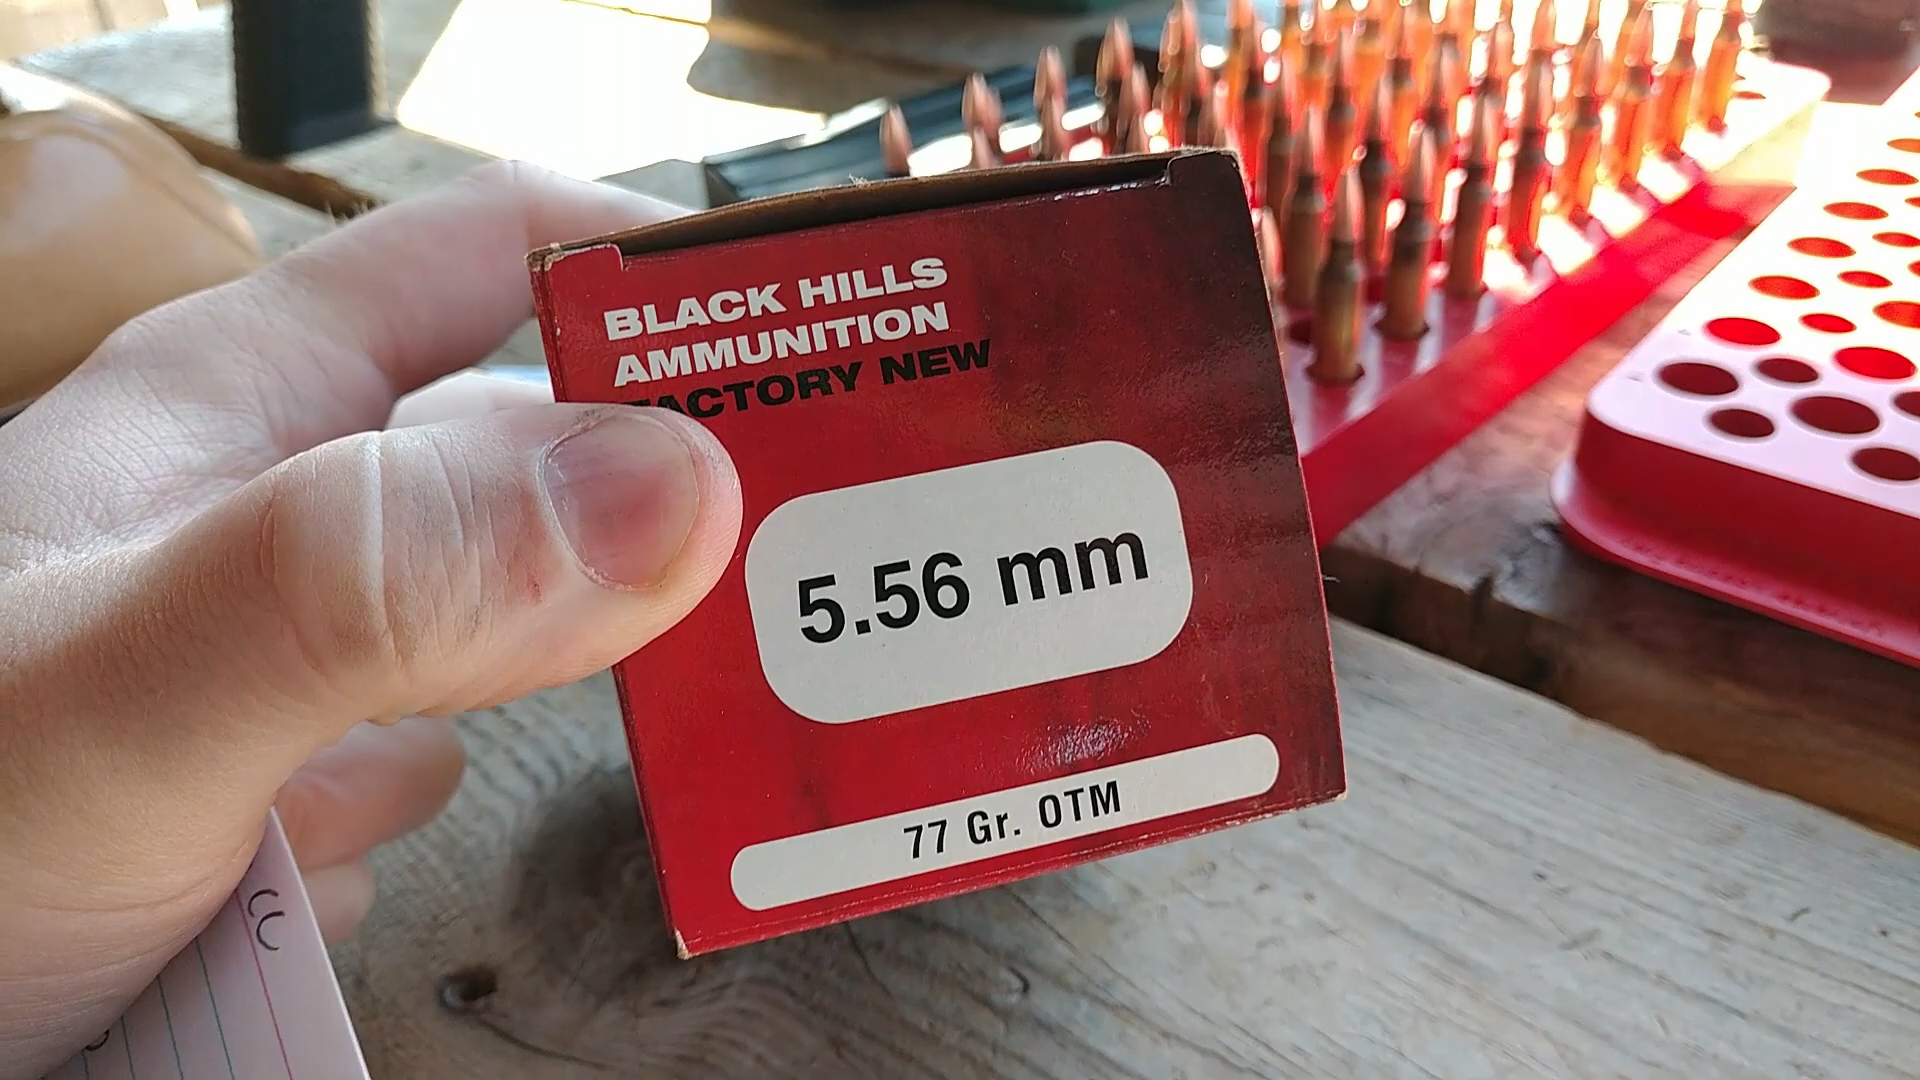 BLACK HILLS
AMMUNITION
FACTORY NEW
5.56 mm
77 Gr. OTM